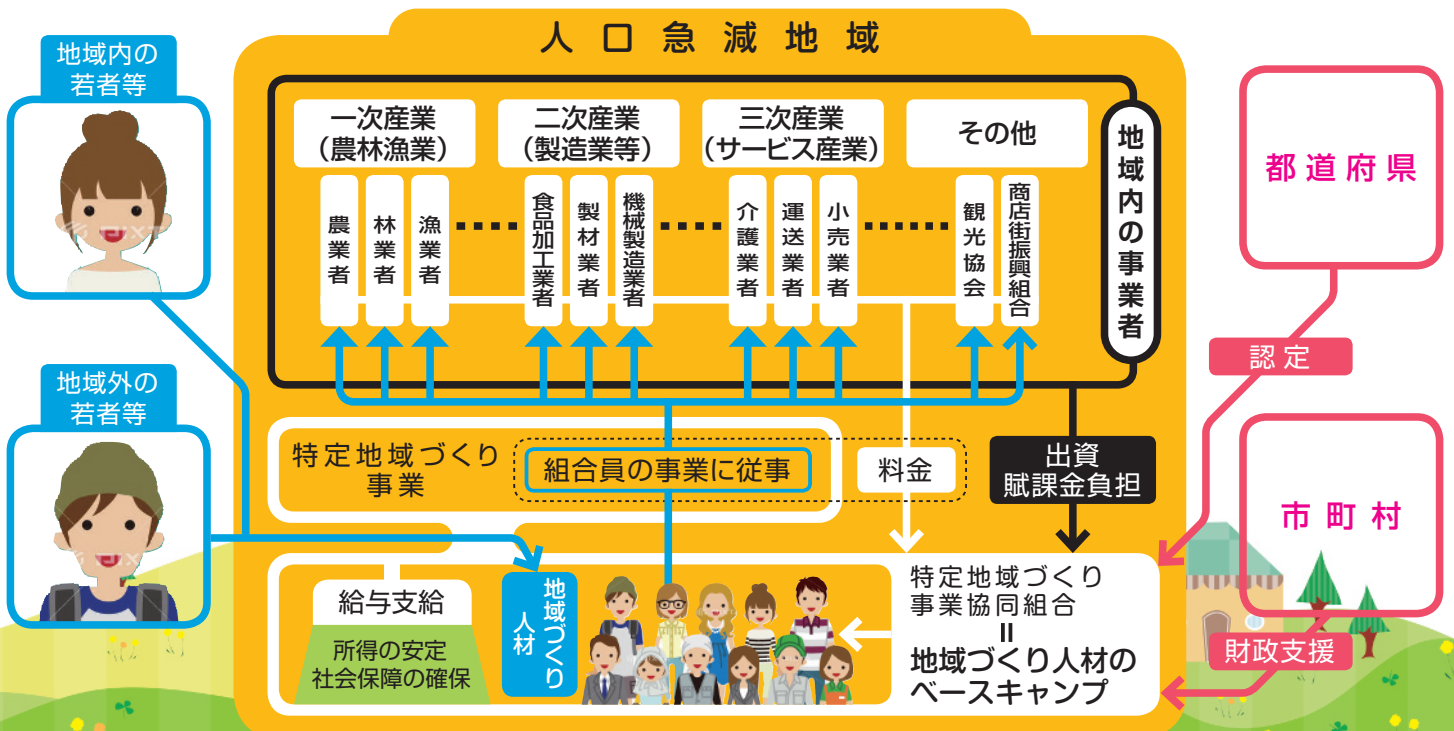 人口急減地域
地域内の
若者等
一次産業
（農林漁業）
二次産業
（製造業等）
三次産業
（サービス産業）
その他
農業者
林業者
漁業者
食品加工業者
製材業者
機械製造業者
介護業者
運送業者
小売業者
観光協会
商店街振興組合
地域内の事業者
都道府県
認定
地域外の
若者等
特定地域づくり
事業
組合員の事業に従事
料金
出資
賦課金負担
市町村
財政支援
給与支給
所得の安定
社会保障の確保
地域づくり
人材
特定地域づくり
事業協同組合
=
地域づくり人材の
ベースキャンプ